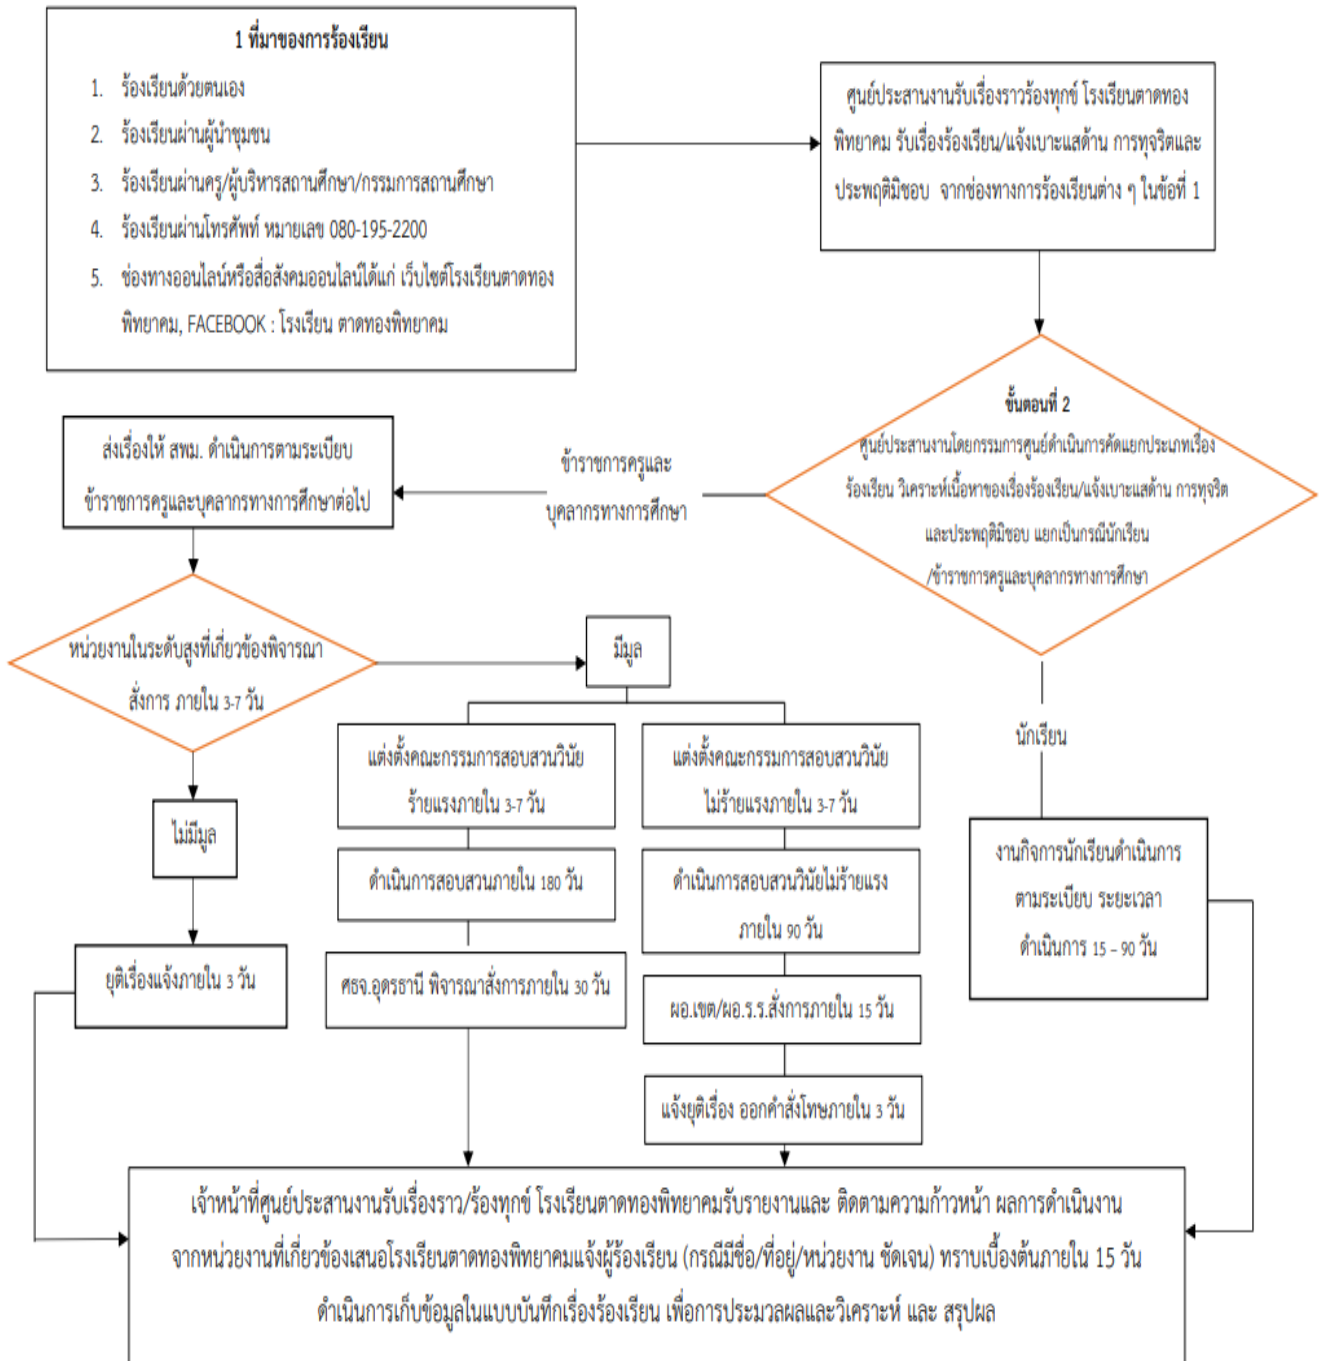 1 ที่มาของการร้องเรียน
1. ร้องเรียนด้วยตนเอง
2. ร้องเรียนผ่านผู้นำชุมชน
3. ร้องเรียนผ่านครู/ผู้บริหารสถานศึกษา/กรรมการสถานศึกษา
4. ร้องเรียนผ่านโทรศัพท์ หมายเลข 080-195-2200
5. ช่องทางออนไลน์หรือสื่อสังคมออนไลน์ได้แก่ เว็บไซต์โรงเรียนตาดทอง
พิทยาคม, FACEBOOK : โรงเรียน ตาดทองพิทยาคม
ศูนย์ประสานงานรับเรื่องราวร้องทุกข์ โรงเรียนตาดทอง
พิทยาคม รับเรื่องร้องเรียน/แจ้งเบาะแสด้าน การทุจริตและ
ประพฤติมิชอบ จากช่องทางการร้องเรียนต่าง ๆ ในข้อที่ 1
ขั้นตอนที่ 2
ศูนย์ประสานงานโดยกรรมการศูนย์ดำเนินการคัดแยกประเภทเรื่อง
ร้องเรียน วิเคราะห์เนื้อหาของเรื่องร้องเรียน/แจ้งเบาะแสด้าน การทุจริต
และประพฤติมิชอบ แยกเป็นกรณีนักเรียน
/ข้าราชการครูและบุคลากรทางการศึกษา
ข้าราชการครูและ
บุคลากรทางการศึกษา
ส่งเรื่องให้ สพม. ดำเนินการตามระเบียบ
ข้าราชการครูและบุคลากรทางการศึกษาต่อไป
หน่วยงานในระดับสูงที่เกี่ยวข้องพิจารณา
สั่งการ ภายใน 3-7 วัน
มีมูล
แต่งตั้งคณะกรรมการสอบสวนวินัย
ร้ายแรงภายใน 3-7 วัน
แต่งตั้งคณะกรรมการสอบสวนวินัย
ไม่ร้ายแรงภายใน 3-7 วัน
นักเรียน
ไม่มีมูล
ดำเนินการสอบสวนภายใน 180 วัน
ดำเนินการสอบสวนวินัยไม่ร้ายแรง
ภายใน 90 วัน
งานกิจการนักเรียนดำเนินการ
ตามระเบียบ ระยะเวลา
ดำเนินการ 15 – 90 วัน
ยุติเรื่องแจ้งภายใน 3 วัน
ศธจ.อุดรธานี พิจารณาสั่งการภายใน 30 วัน
ผอ.เขต/ผอ.ร.ร.สั่งการภายใน 15 วัน
แจ้งยุติเรื่อง ออกคำสั่งโทษภายใน 3 วัน
เจ้าหน้าที่ศูนย์ประสานงานรับเรื่องราว/ร้องทุกข์ โรงเรียนตาดทองพิทยาคมรับรายงานและ ติดตามความก้าวหน้า ผลการดำเนินงาน
จากหน่วยงานที่เกี่ยวข้องเสนอโรงเรียนตาดทองพิทยาคมแจ้งผู้ร้องเรียน (กรณีมีชื่อ/ที่อยู่/หน่วยงาน ชัดเจน) ทราบเบื้องต้นภายใน 15 วัน
ดำเนินการเก็บข้อมูลในแบบบันทึกเรื่องร้องเรียน เพื่อการประมวลผลและวิเคราะห์ และ สรุปผล